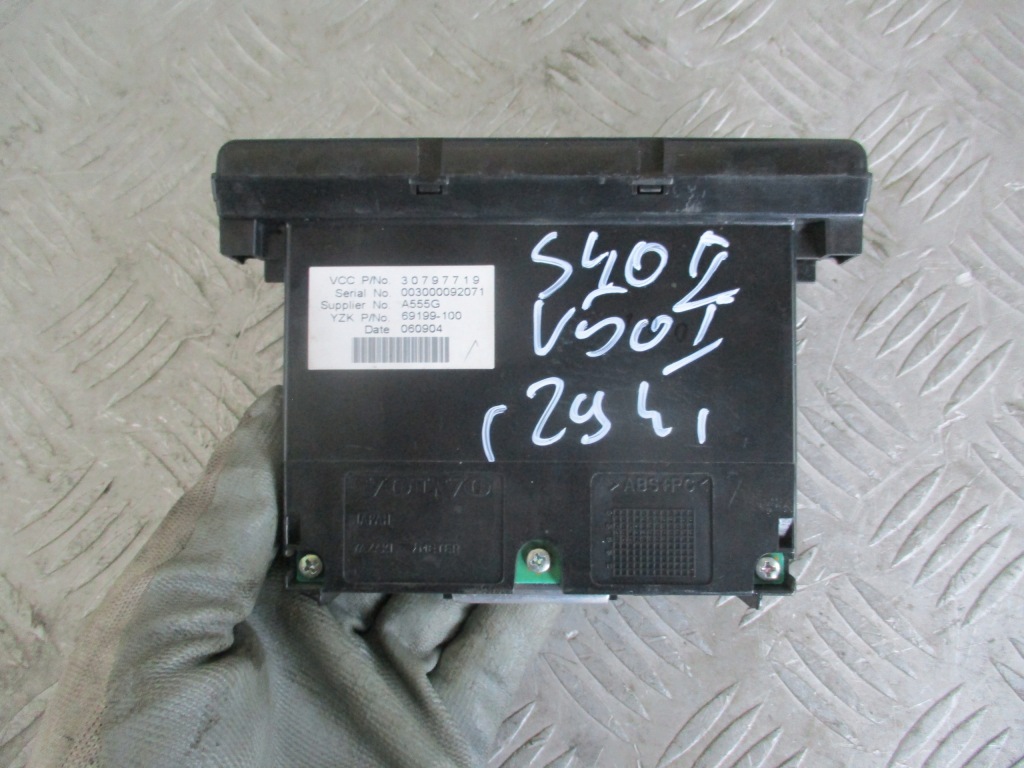 VCC P/No. 30797719
Serial No. 003000092071
Supplier No. A555G
YZK P/No. 69199-100
Date 060904
S40 II
V50 I
VOLVO
>ABS+PC<
METER